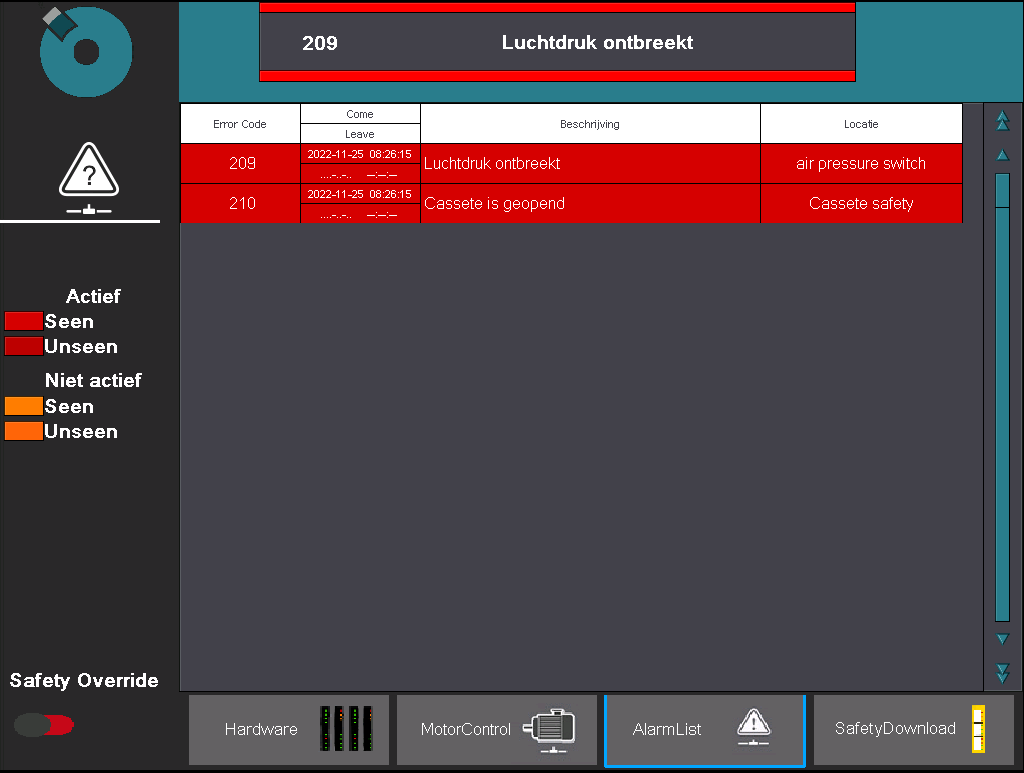 209 Luchtdruk ontbreekt
Error Code Come Leave Beschrijving Locatie
209 2022-11-25 08:26:15 Luchtdruk ontbreekt air pressure switch
....-..-.. --:--:--
210 2022-11-25 08:26:15 Cassete is geopend Cassete safety
....-..-.. --:--:--
?
Actief
Seen
Unseen
Niet actief
Seen
Unseen
Safety Override
Hardware MotorControl AlarmList SafetyDownload